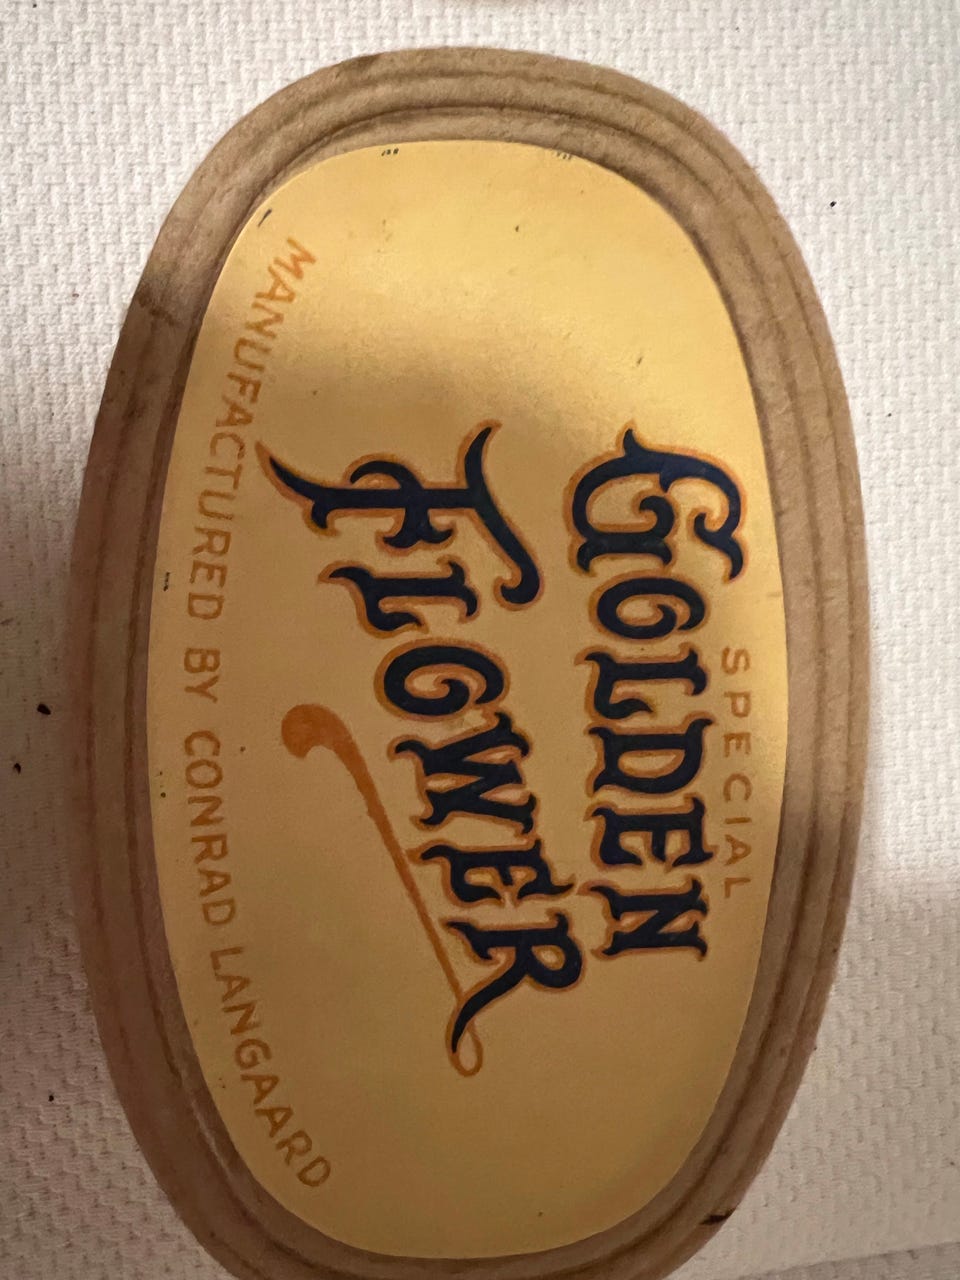 SPECIAL
GOLDEN
FLOWER
MANUFACTURED BY CONRAD LANGAARD